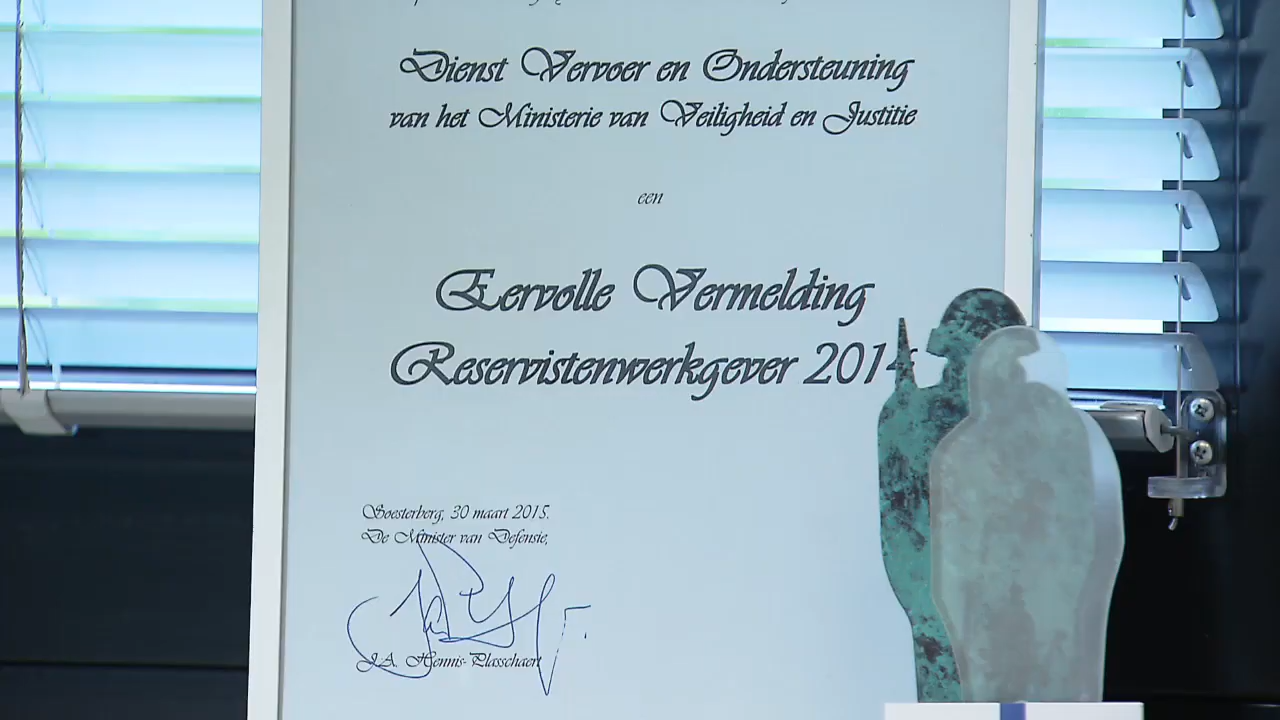 Dienst Vervoer en Ondersteuning
van het Ministerie van Veiligheid en Justitie
een
Eervolle Vermelding
Reservistenwerkgever 2014
Soesterberg, 30 maart 2015.
De Minister van Defensie,
J.A. Hennis-Plasschaert